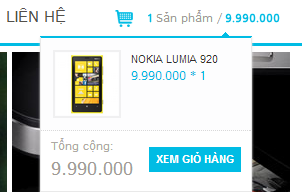 LIÊN HỆ
1 Sản phẩm / 9.990.000
NOKIA LUMIA 920
9.990.000 * 1
Tổng cộng:
9.990.000
XEM GIỎ HÀNG